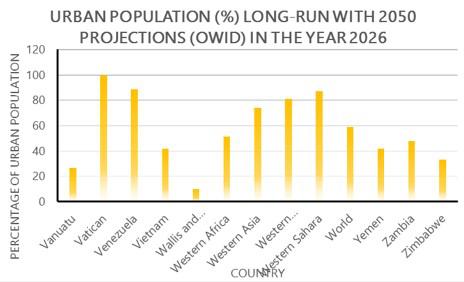 URBAN POPULATION (%) LONG-RUN WITH 2050
PROJECTIONS (OWID) IN THE YEAR 2026
PERCENTAGE OF URBAN POPULATION
120
100
80
60
40
20
0
Vanuatu
Vatican
Venezuela
Vietnam
Wallis and...
Western Africa
Western Asia
Western...
Western Sahara
World
Yemen
Zambia
Zimbabwe
COUNTRY